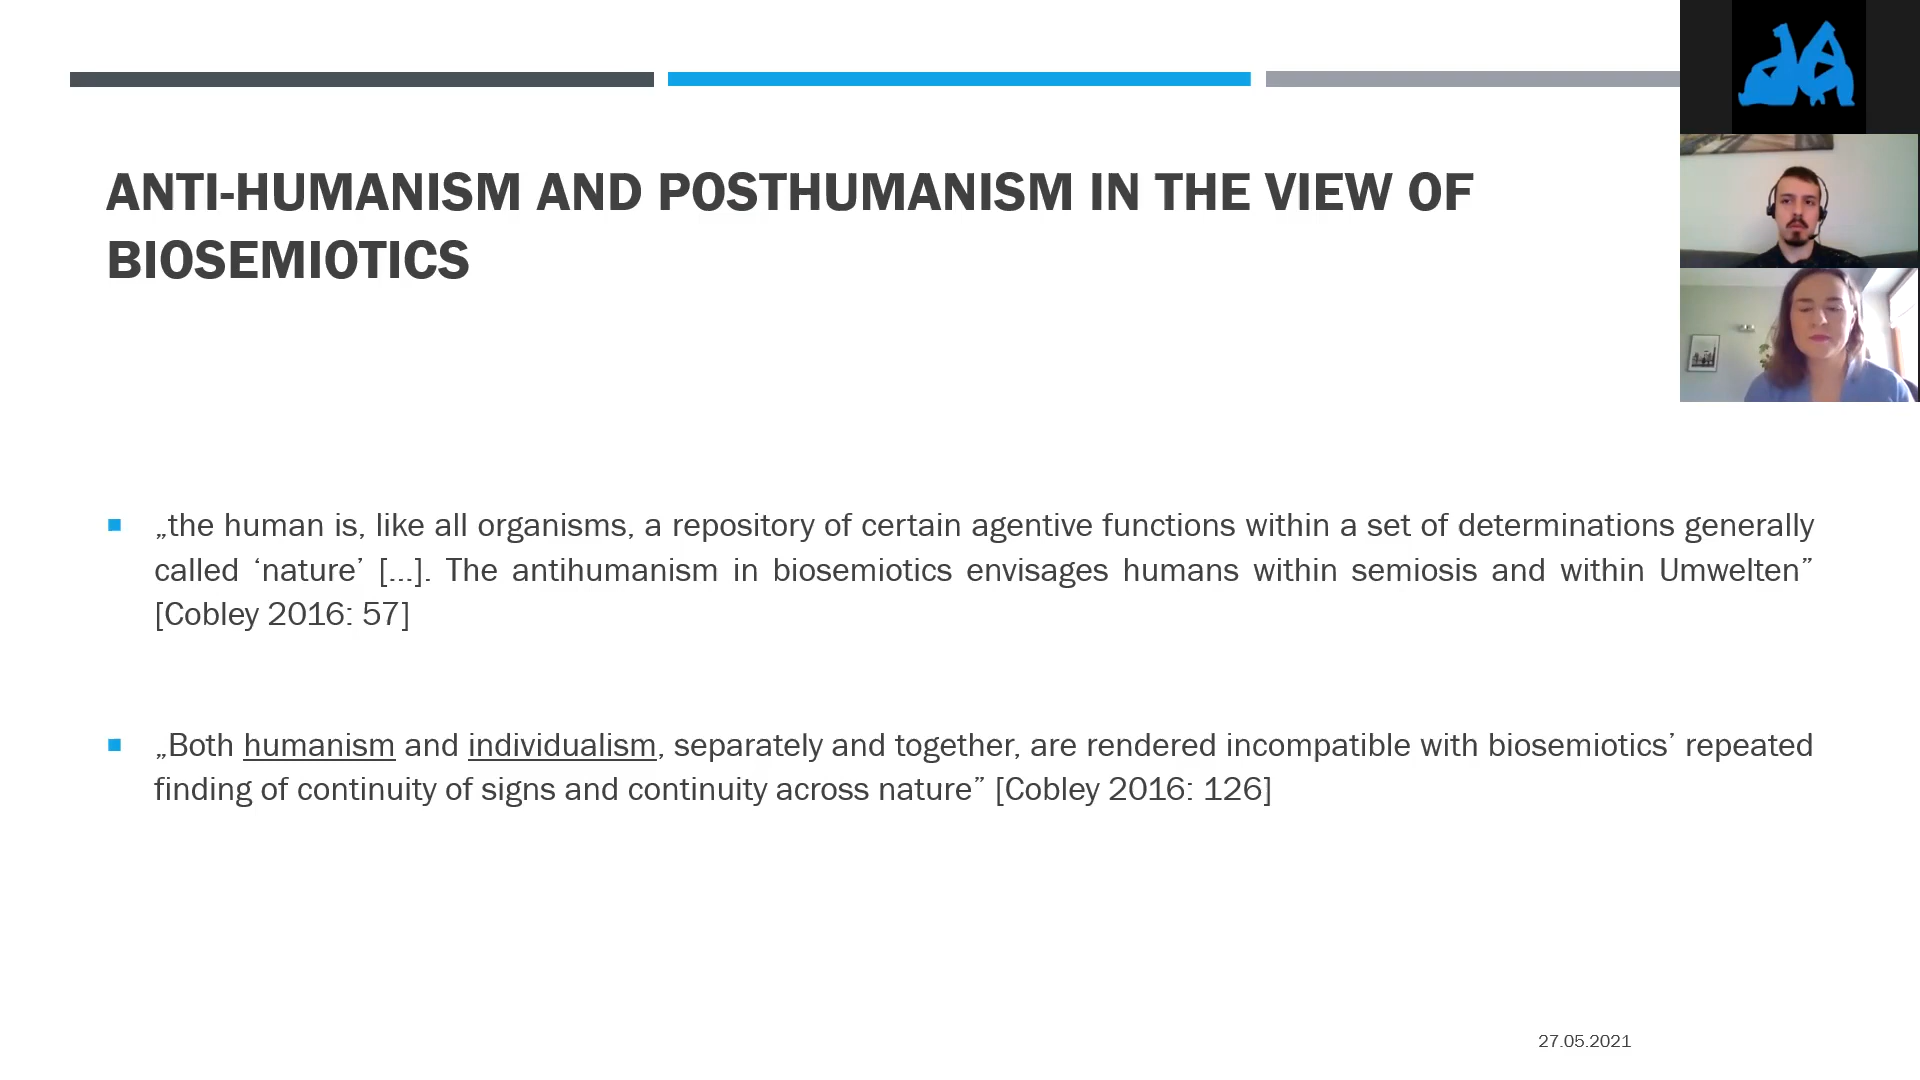 ANTI-HUMANISM AND POSTHUMANISM IN THE VIEW OF
BIOSEMIOTICS
„the human is, like all organisms, a repository of certain agentive functions within a set of determinations generally
called ‘nature’ [...]. The antihumanism in biosemiotics envisages humans within semiosis and within Umwelten”
[Cobley 2016: 57]
„Both humanism and individualism, separately and together, are rendered incompatible with biosemiotics’ repeated
finding of continuity of signs and continuity across nature” [Cobley 2016: 126]
27.05.2021